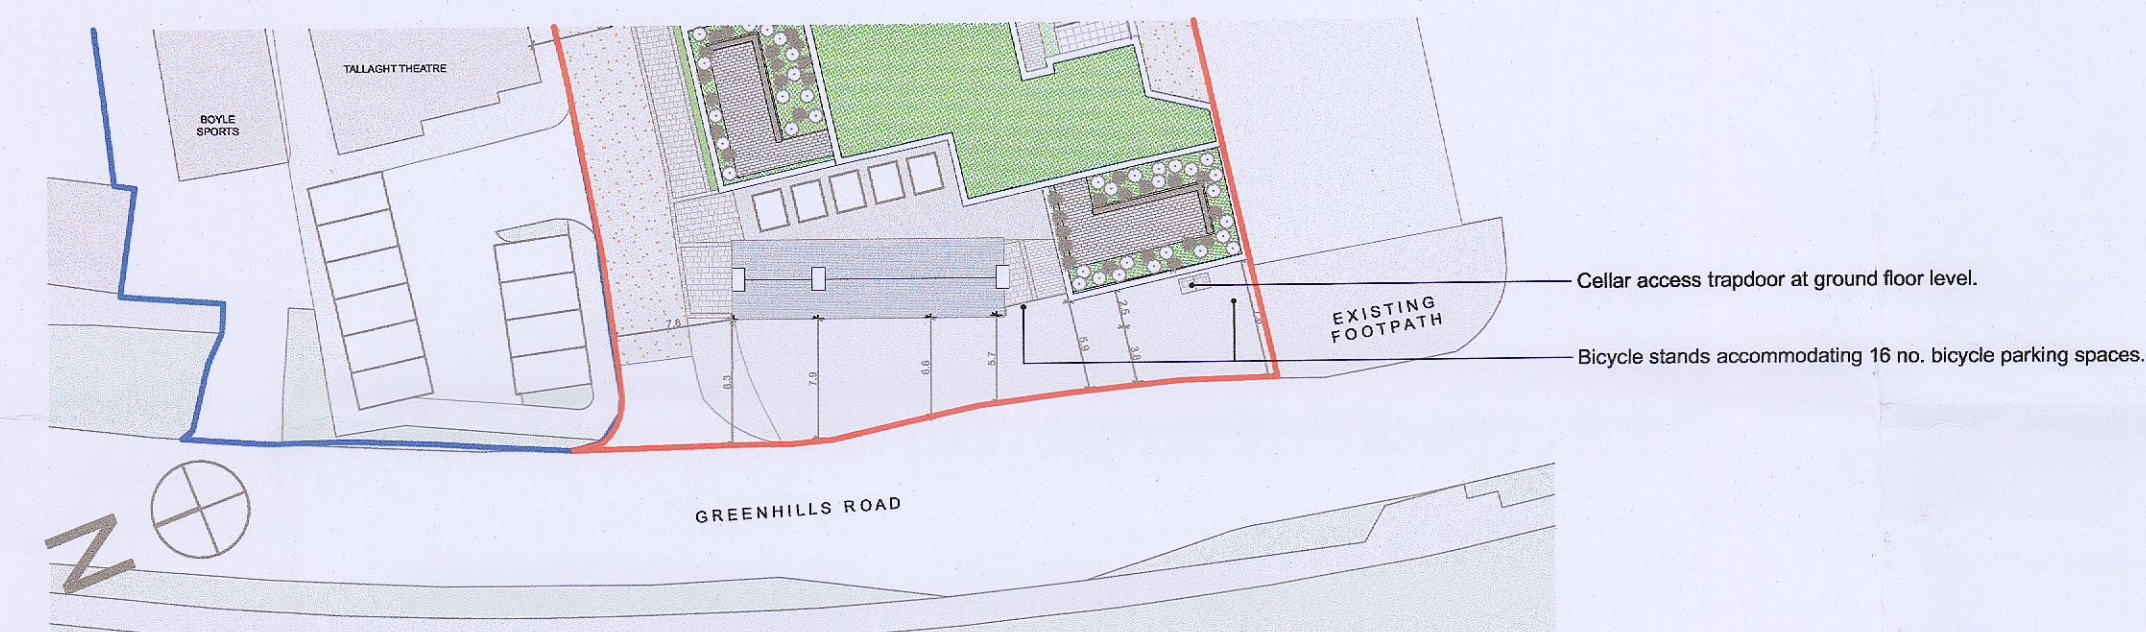 TALLAGHT THEATRE
BOYLE
SPORTS
Cellar access trapdoor at ground floor level.
EXISTING
FOOTPATH
Bicycle stands accommodating 16 no. bicycle parking spaces.
7.8
8.3
7.9
6.8
5.7
5.9
2.5
3.8
GREENHILLS ROAD
N